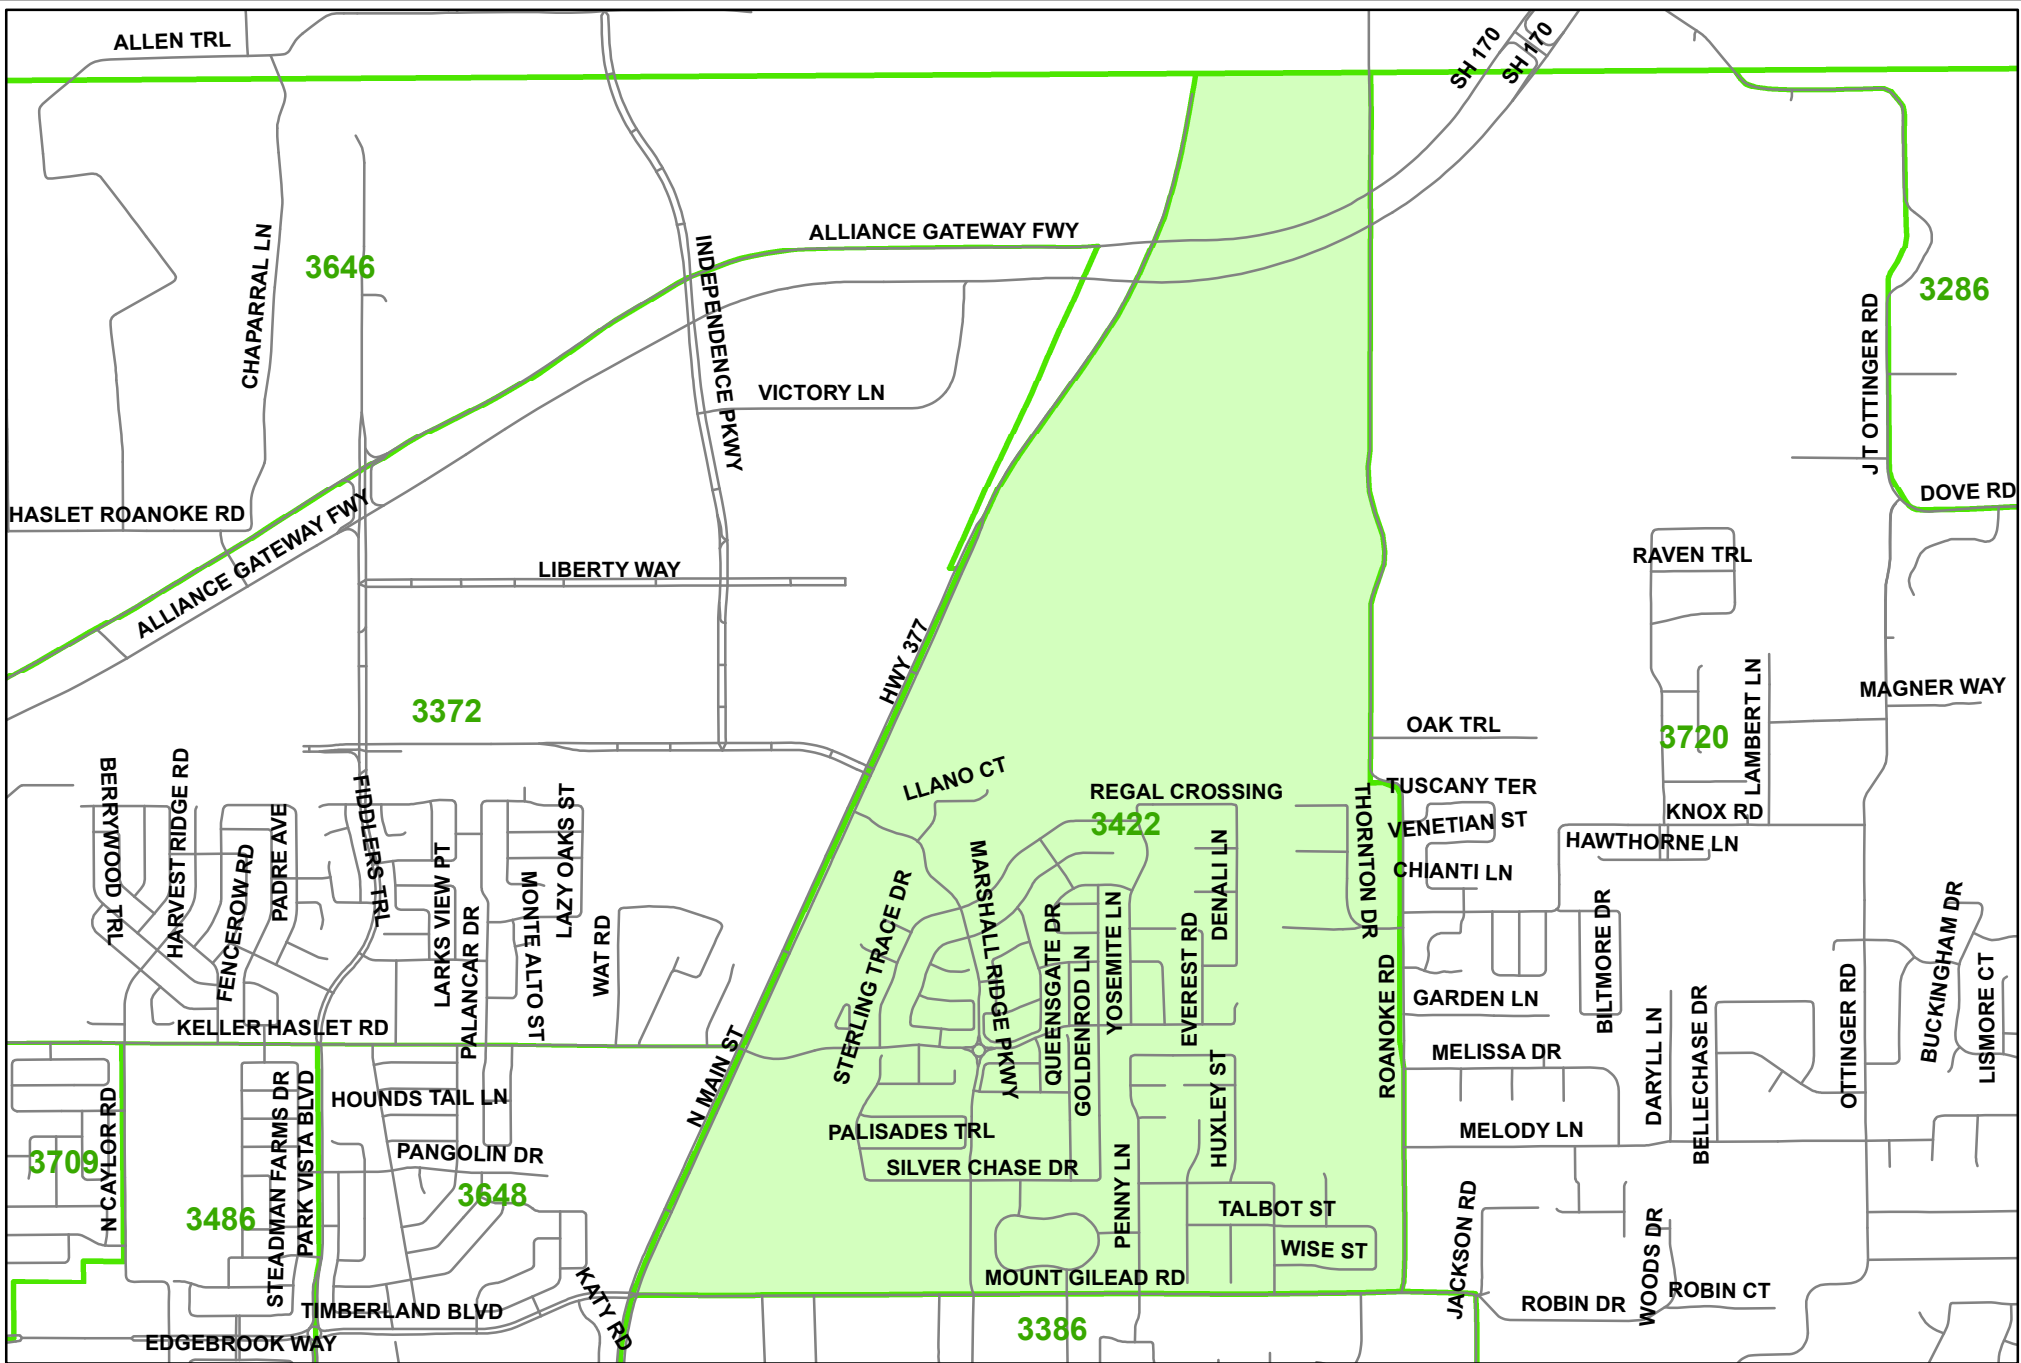 ALLEN TRL
SH 170
SH 170
ALLIANCE GATEWAY FWY
CHAPARRAL LN
3646
INDEPENDENCE PKWY
3286
J T OTTINGER RD
VICTORY LN
DOVE RD
HASLET ROANOKE RD
ALLIANCE GATEWAY FWY
LIBERTY WAY
RAVEN TRL
HWY 377
3372
MAGNER WAY
OAK TRL
3720
LAMBERT LN
LLANO CT
REGAL CROSSING
3422
THORNTON DR
TUSCANY TER
VENETIAN ST
KNOX RD
HAWTHORNE LN
CHIANTI LN
BERRYWOOD TRL
HARVEST RIDGE RD
FENCEROW RD
PADRE AVE
FIDDLERS TRL
LARKS VIEW PT
PALANCAR DR
MONTE ALTO ST
LAZY OAKS ST
WAT RD
STERLING TRACE DR
MARSHALL RIDGE PKWY
QUEENSGATE DR
GOLDENROD LN
YOSEMITE LN
EVEREST RD
DENALI LN
ROANOKE RD
BILTMORE DR
GARDEN LN
BUCKINGHAM DR
LISMORE CT
OTTINGER RD
DARYLL LN
BELLECHASE DR
KELLER HASLET RD
N MAIN ST
MELISSA DR
N CAYLOR RD
STEADMAN FARMS DR
PARK VISTA BLVD
HOUNDS TAIL LN
PALISADES TRL
HUXLEY ST
MELODY LN
3709
PANGOLIN DR
SILVER CHASE DR
PENNY LN
3648
3486
TALBOT ST
WISE ST
JACKSON RD
WOODS DR
MOUNT GILEAD RD
ROBIN DR
ROBIN CT
TIMBERLAND BLVD
KATY RD
3386
EDGEBROOK WAY